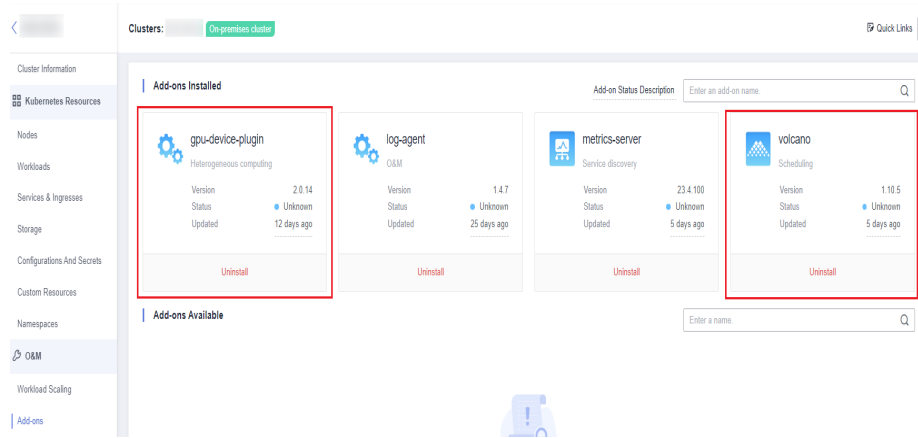 Clusters: On-premises cluster Quick Links
Cluster Information
Kubernetes Resources
Nodes
Workloads
Services & Ingresses
Storage
Configurations And Secrets
Custom Resources
Namespaces
O&M
Workload Scaling
Add-ons
Add-ons Installed
Add-on Status Description Enter an add-on name.
gpu-device-plugin
Heterogeneous computing
Version 2.0.14
Status Unknown
Updated 12 days ago
Uninstall
log-agent
O&M
Version 1.4.7
Status Unknown
Updated 25 days ago
Uninstall
metrics-server
Service discovery
Version 23.4.100
Status Unknown
Updated 5 days ago
Uninstall
volcano
Scheduling
Version 1.10.5
Status Unknown
Updated 5 days ago
Uninstall
Add-ons Available
Enter a name.